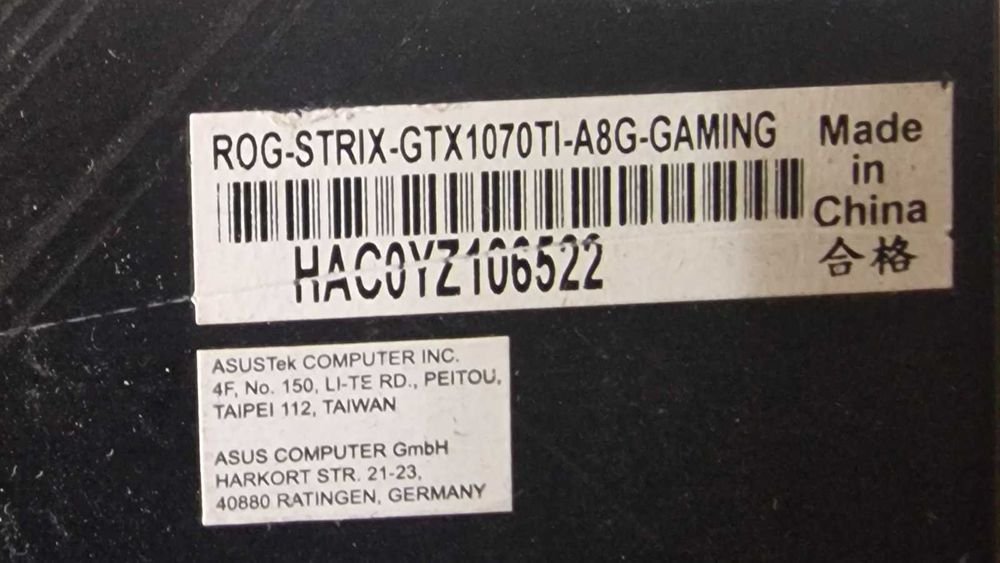 ROG-STRIX-GTX1070TI-A8G-GAMING
HAC0YZ106522
Made
in
China
合格
ASUSTek COMPUTER INC.
4F, No. 150, LI-TE RD., PEITOU,
TAIPEI 112, TAIWAN
ASUS COMPUTER GmbH
HARKORT STR. 21-23,
40880 RATINGEN, GERMANY